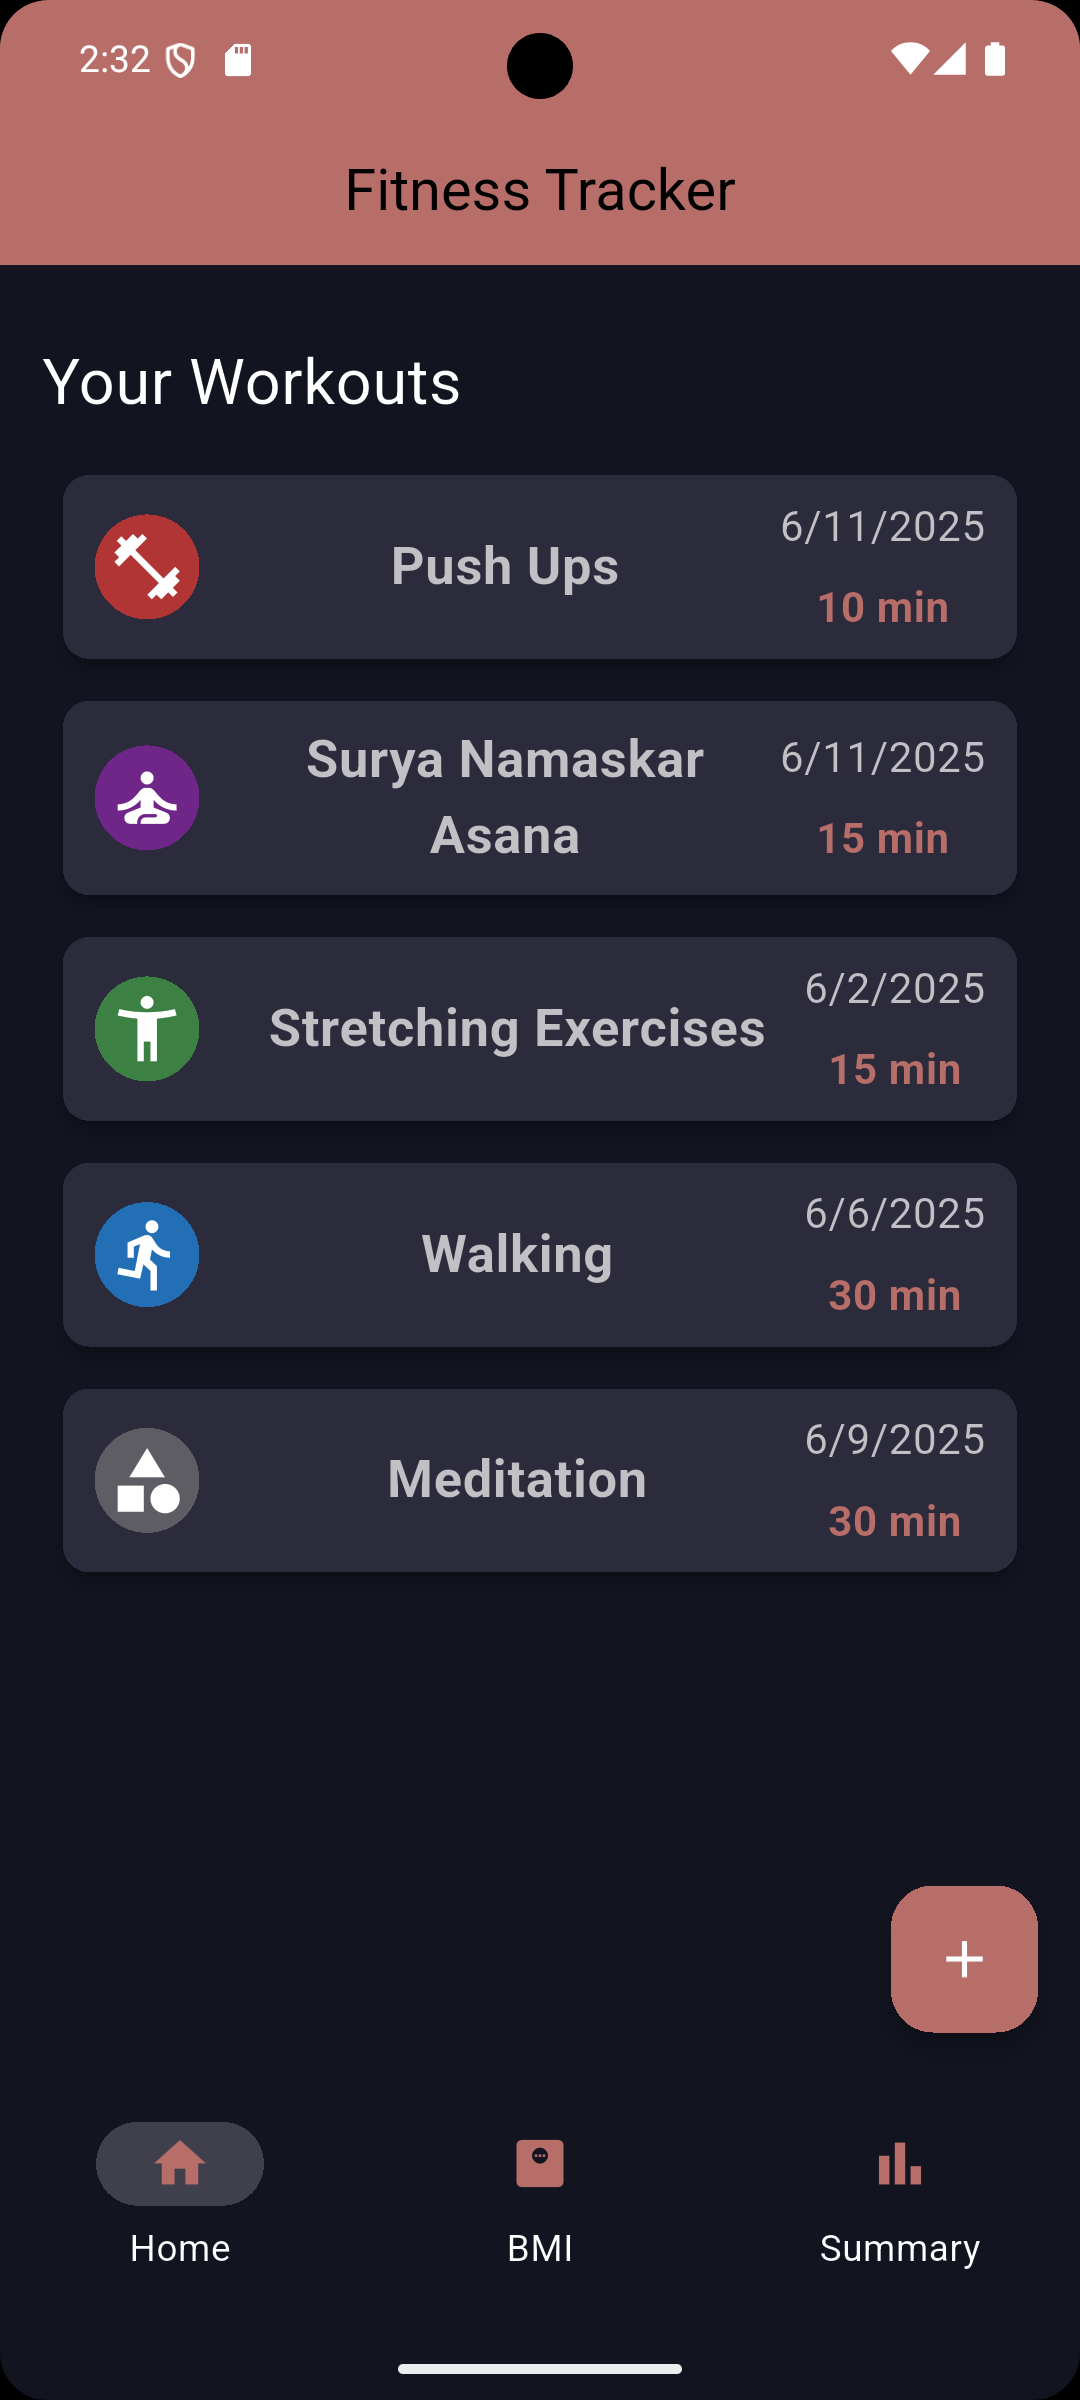 2:32
Fitness Tracker
Your Workouts
Push Ups
6/11/2025
10 min
Surya Namaskar
Asana
6/11/2025
15 min
Stretching Exercises
6/2/2025
15 min
Walking
6/6/2025
30 min
Meditation
6/9/2025
30 min
Home
BMI
Summary